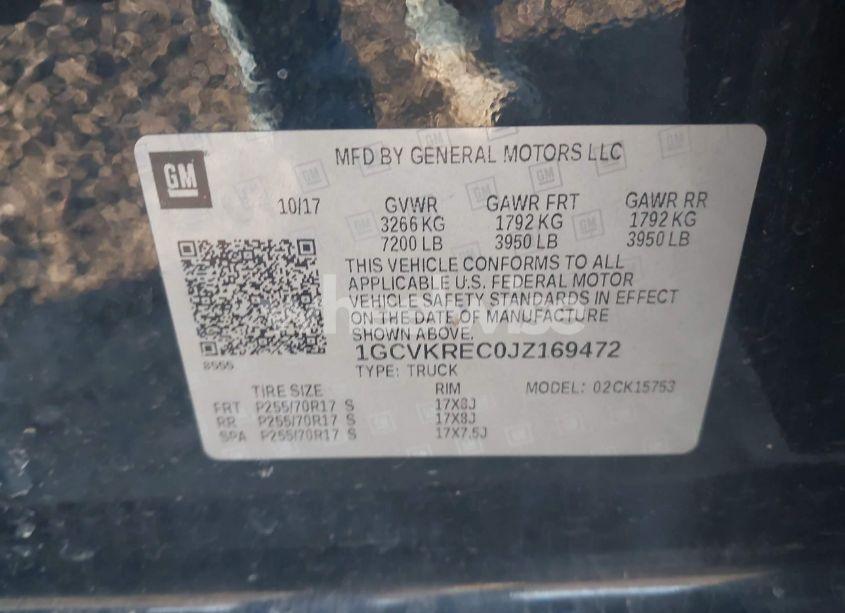 GM
MFD BY GENERAL MOTORS LLC
10/17 GVWR GAWR FRT GAWR RR
3266 KG 1792 KG 1792 KG
7200 LB 3950 LB 3950 LB
THIS VEHICLE CONFORMS TO ALL
APPLICABLE U.S. FEDERAL MOTOR
VEHICLE SAFETY STANDARDS IN EFFECT
ON THE DATE OF MANUFACTURE
SHOWN ABOVE.
1GCVKREC0JZ169472
TYPE: TRUCK
MODEL: 02CK15753
TIRE SIZE RIM
FRT P255/70R17 S 17X8J
RR P255/70R17 S 17X8J
SPA P255/70R17 S 17X7.5J